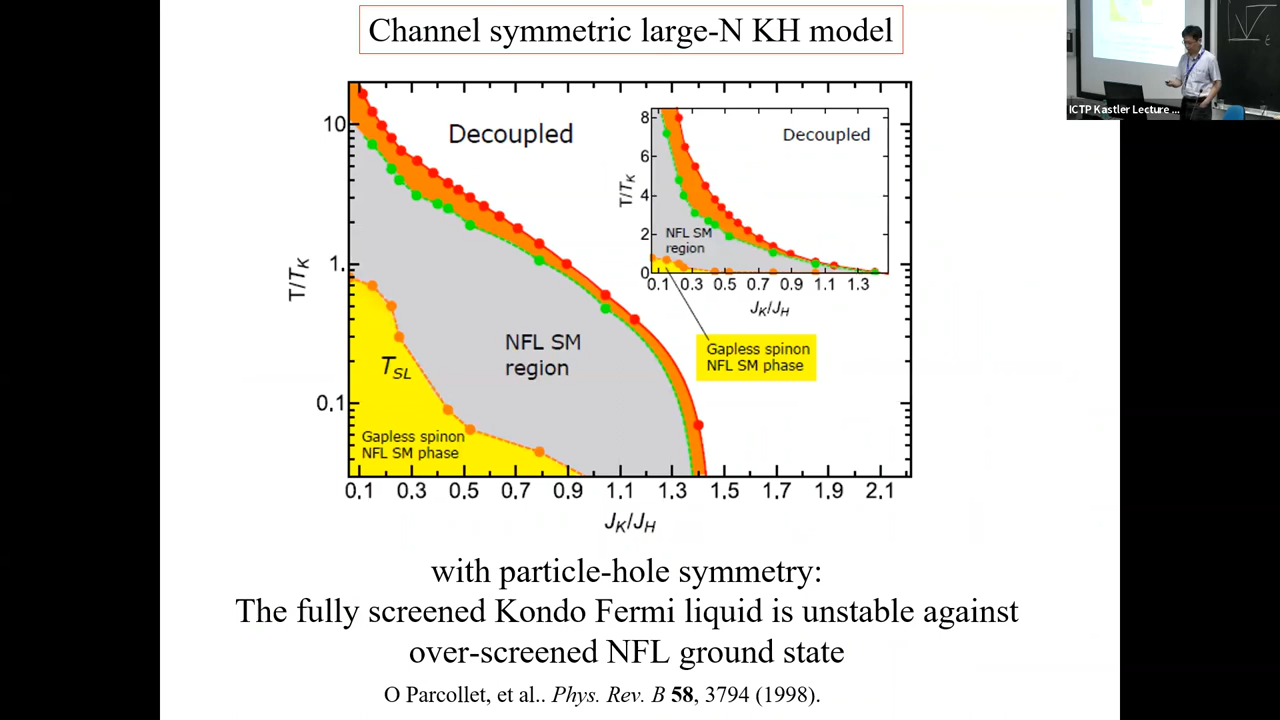 Channel symmetric large-N KH model
ICTP Kastler Lecture ...
10
1.
0.1
T/T_K
Decoupled
NFL SM
region
T_SL
Gapless spinon
NFL SM phase
0.1 0.3 0.5 0.7 0.9 1.1 1.3 1.5 1.7 1.9 2.1
J_K/J_H
8
6
4
2
0
T/T_K
Decoupled
NFL SM
region
0.1 0.3 0.5 0.7 0.9 1.1 1.3
J_K/J_H
Gapless spinon
NFL SM phase
with particle-hole symmetry:
The fully screened Kondo Fermi liquid is unstable against
over-screened NFL ground state
O Parcollet, et al.. Phys. Rev. B 58, 3794 (1998).